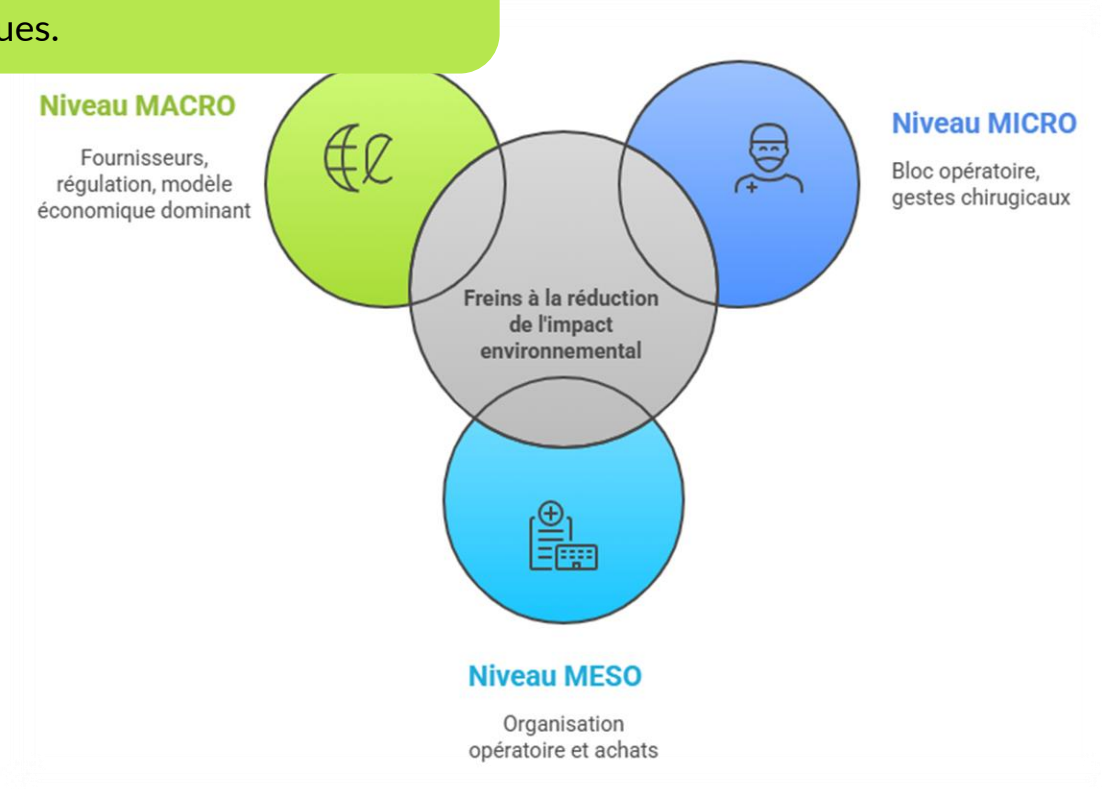 ues.
Niveau MACRO
Fournisseurs,
régulation, modèle
économique dominant
Niveau MICRO
Bloc opératoire,
gestes chirugicaux
Freins à la réduction
de l'impact
environnemental
Niveau MESO
Organisation
opératoire et achats